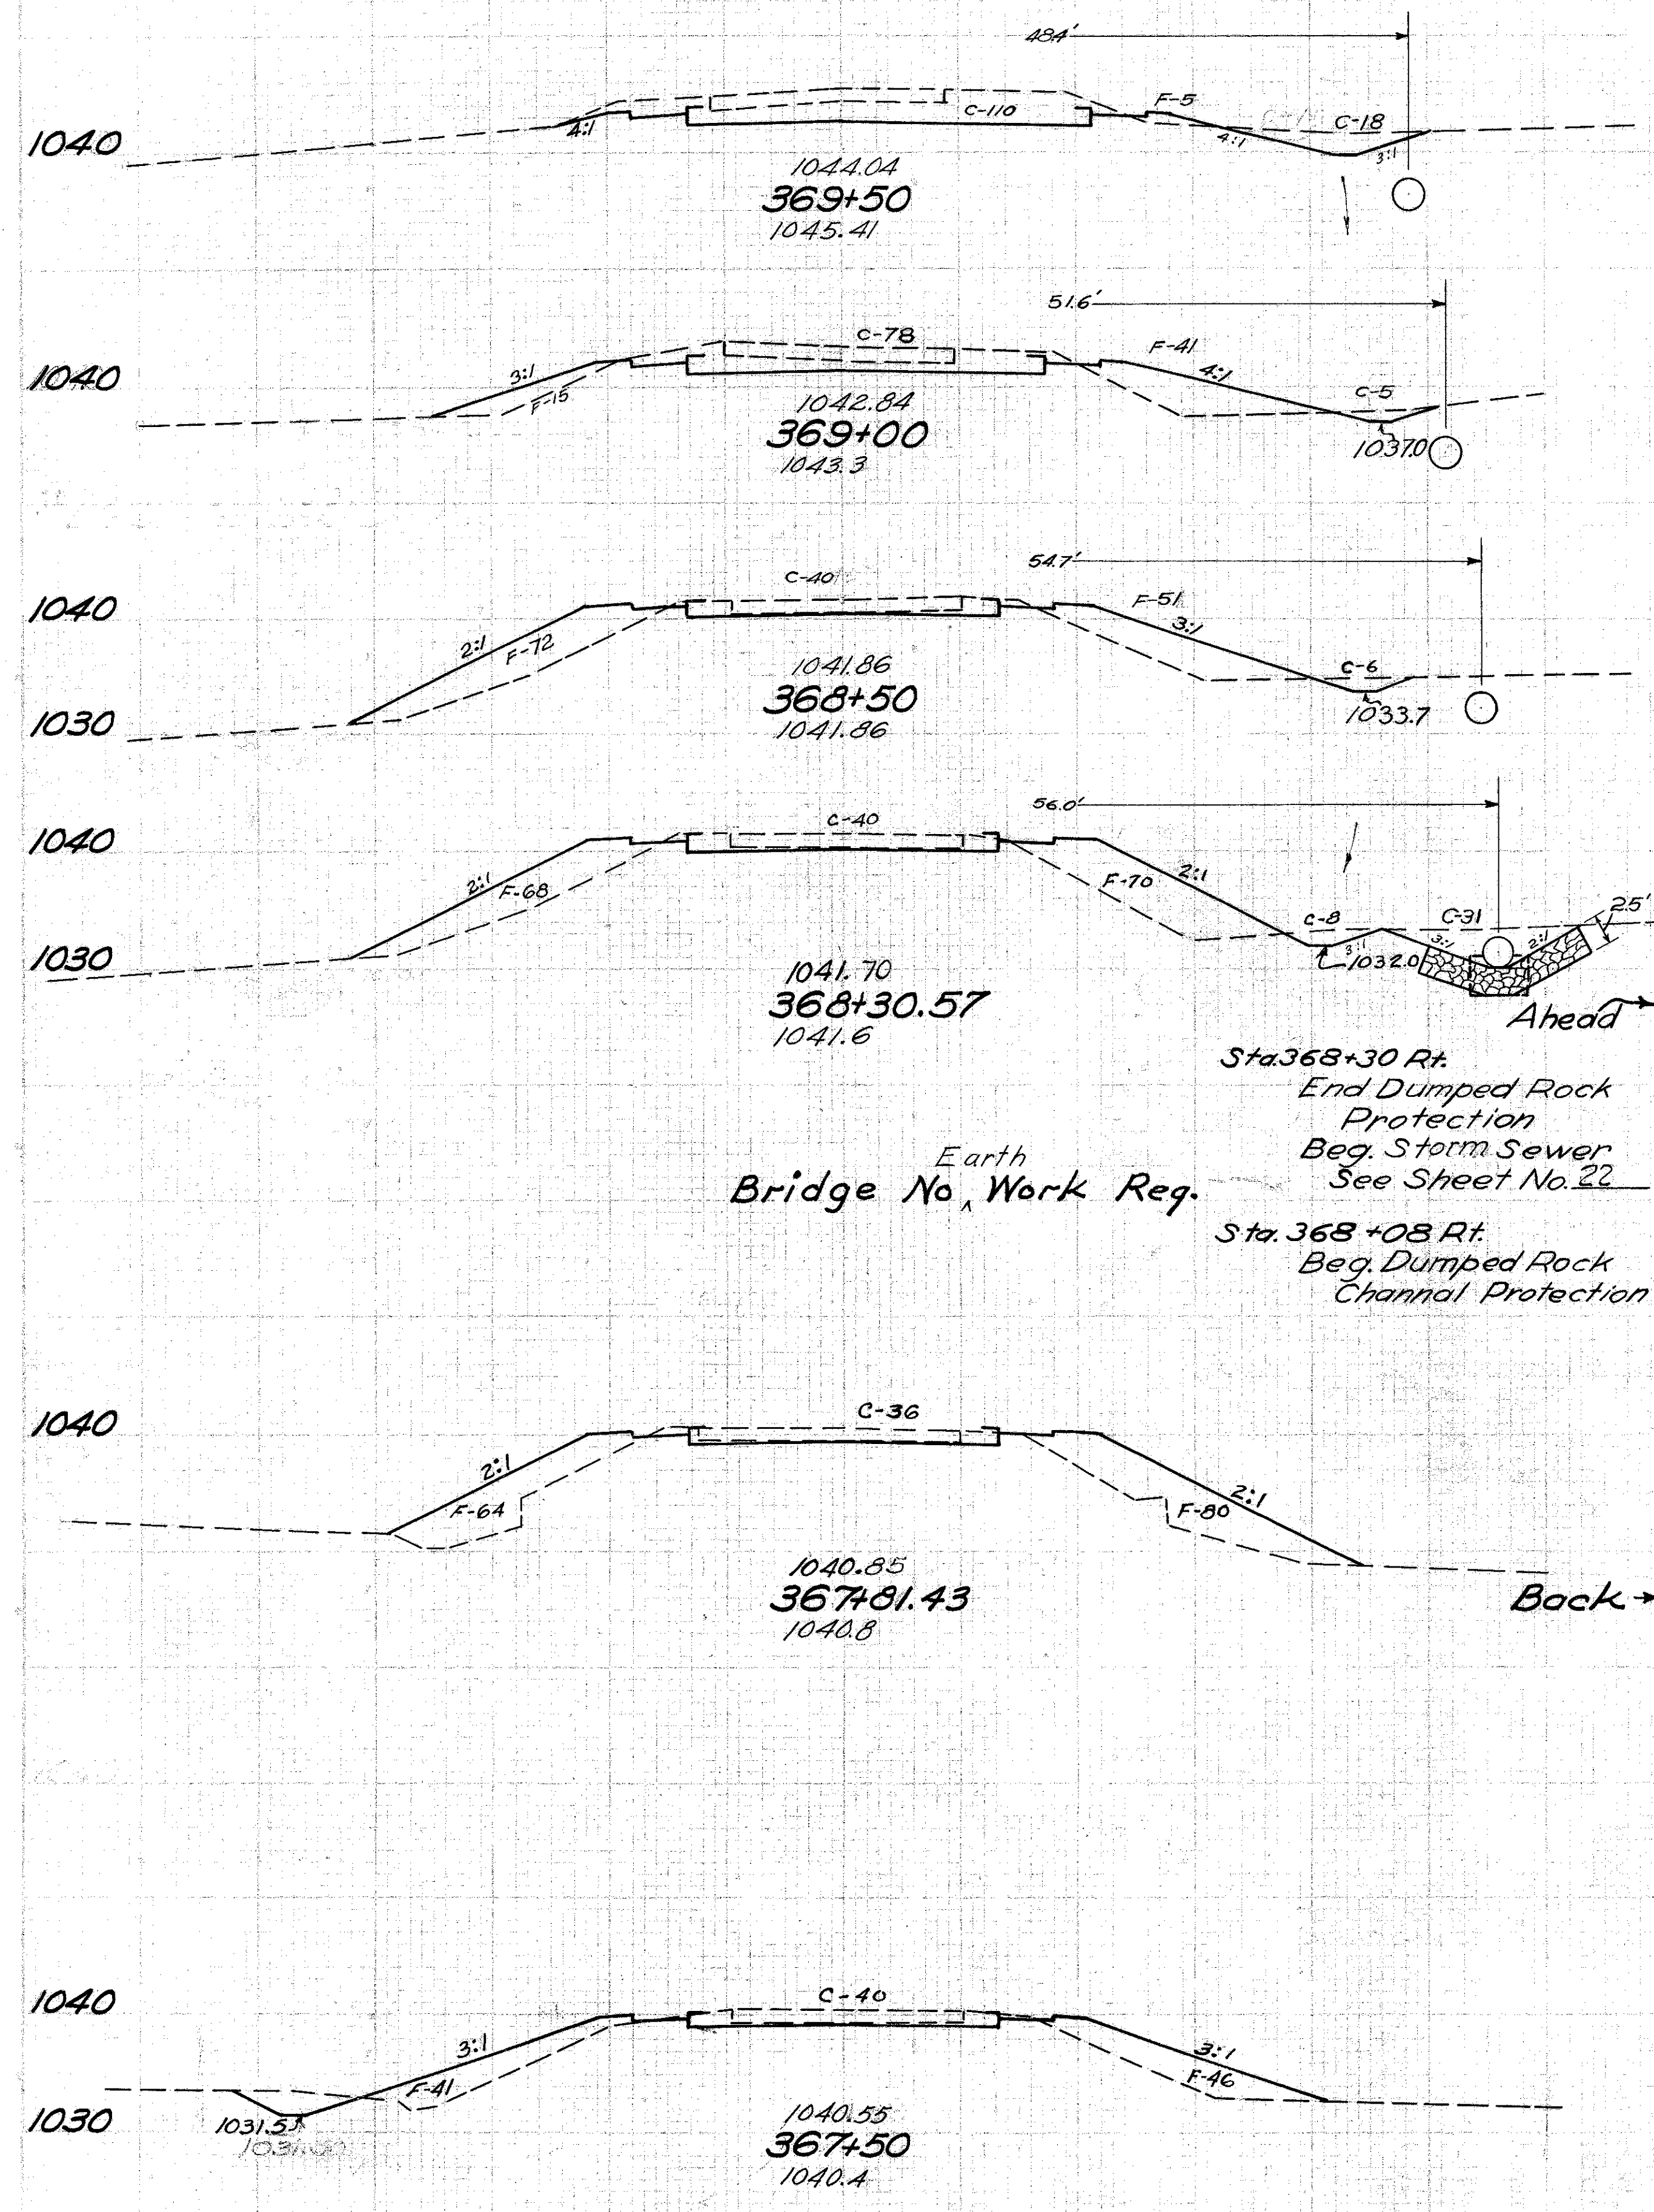 48.4'
F-5
C-110
C-18
1040
4:1
4:1
3:1
1044.04
369+50
1045.41
51.6'
C-78
F-41
1040
3:1
4:1
F-15
C-5
1042.84
369+00
1037.0
1043.3
54.7'
C-40
F-51
1040
3:1
2:1
F-72
1041.86
C-6
368+50
1030
1033.7
1041.86
56.0'
C-40
1040
2:1
F-68
F-70
2:1
C-8
C-31
2.5'
3:1
3:1
2:1
1030
1032.0
1041.70
368+30.57
1041.6
Ahead
Sta.368+30 Rt.
End Dumped Rock
Protection
Beg. Storm Sewer
See Sheet No. 22
Earth
Bridge No ^ Work Req.
Sta. 368+08 Rt.
Beg. Dumped Rock
Channal Protection
1040
C-36
2:1
F-64
2:1
F-80
1040.85
367+81.43
1040.8
Back
1040
C-40
3:1
3:1
F-41
F-46
1030
1031.5
1040.55
367+50
1040.4